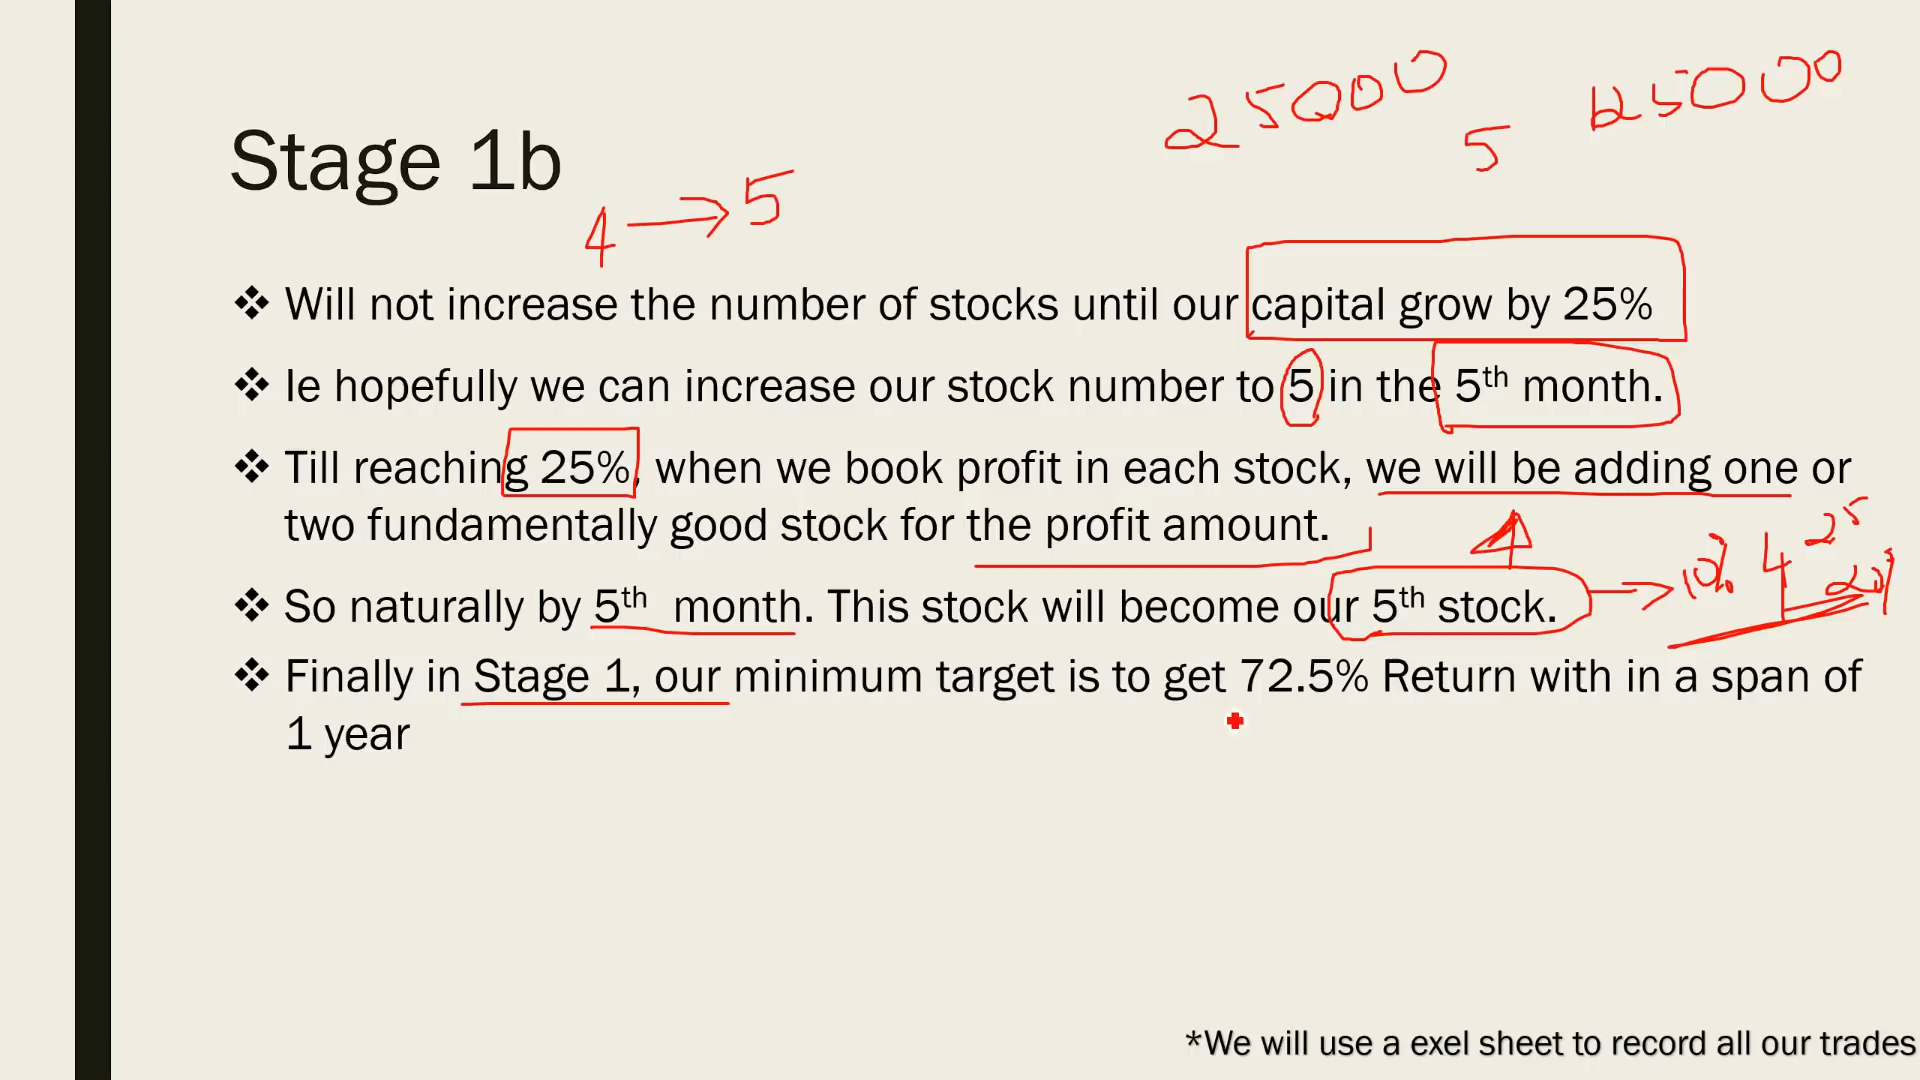 25000
125000
5
Stage 1b
4 → 5
❖ Will not increase the number of stocks until our capital grow by 25%
❖ Ie hopefully we can increase our stock number to 5 in the 5th month.
❖ Till reaching 25%, when we book profit in each stock, we will be adding one or
two fundamentally good stock for the profit amount.
25
10% 4
❖ So naturally by 5th month. This stock will become our 5th stock.
❖ Finally in Stage 1, our minimum target is to get 72.5% Return with in a span of
1 year
*We will use a exel sheet to record all our trades